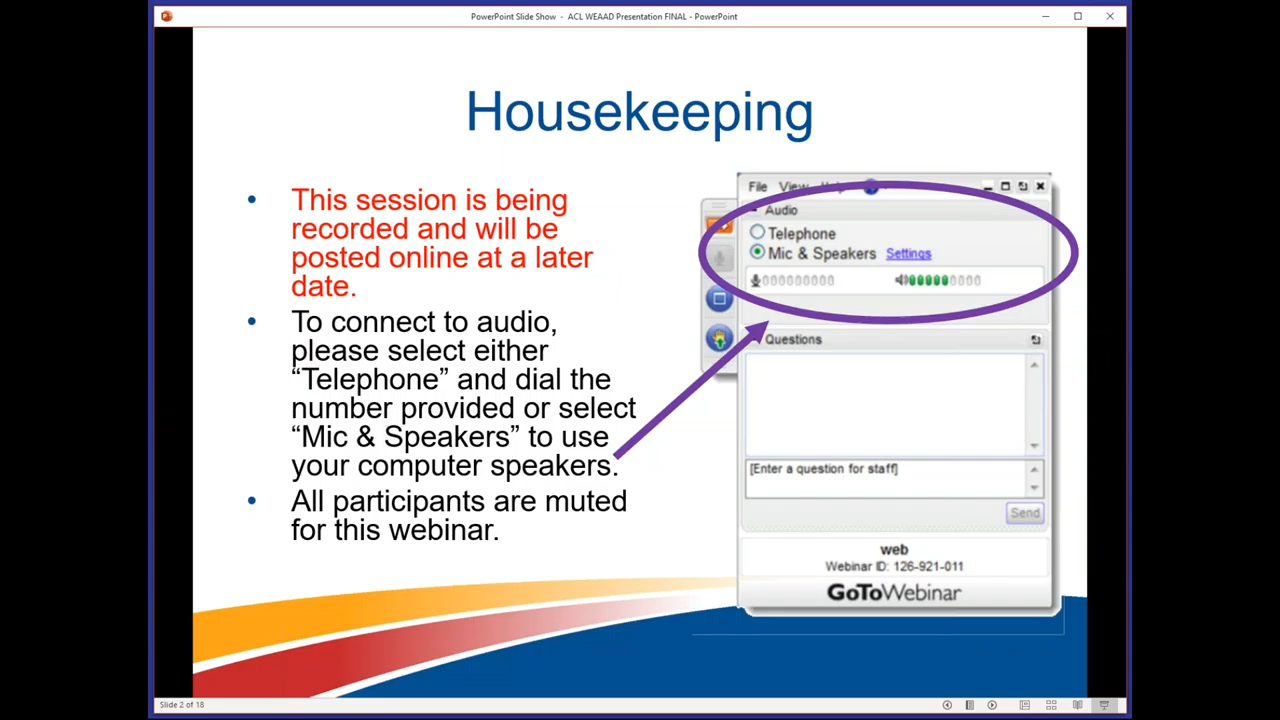 PowerPoint Slide Show - ACL WEAAD Presentation FINAL - PowerPoint
Housekeeping
• This session is being
recorded and will be
posted online at a later
date.
• To connect to audio,
please select either
“Telephone” and dial the
number provided or select
“Mic & Speakers” to use
your computer speakers.
• All participants are muted
for this webinar.
File View Help
Audio
Telephone
Mic & Speakers Settings
Questions
[Enter a question for staff]
Send
web
Webinar ID: 126-921-011
GoToWebinar
Slide 2 of 18